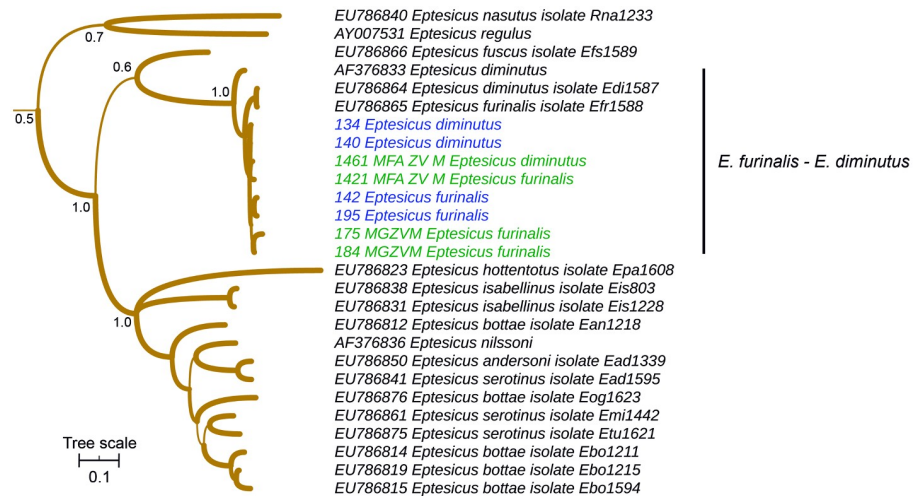 EU786840 Eptesicus nasutus isolate Rna1233
AY007531 Eptesicus regulus
0.7
EU786866 Eptesicus fuscus isolate Efs1589
0.6
AF376833 Eptesicus diminutus
EU786864 Eptesicus diminutus isolate Edi1587
1.0
EU786865 Eptesicus furinalis isolate Efr1588
0.5
134 Eptesicus diminutus
140 Eptesicus diminutus
1461 MFA ZV M Eptesicus diminutus
E. furinalis - E. diminutus
1421 MFA ZV M Eptesicus furinalis
142 Eptesicus furinalis
1.0
195 Eptesicus furinalis
175 MGZVM Eptesicus furinalis
184 MGZVM Eptesicus furinalis
EU786823 Eptesicus hottentotus isolate Epa1608
EU786838 Eptesicus isabellinus isolate Eis803
EU786831 Eptesicus isabellinus isolate Eis1228
1.0
EU786812 Eptesicus bottae isolate Ean1218
AF376836 Eptesicus nilssoni
EU786850 Eptesicus andersoni isolate Ead1339
EU786841 Eptesicus serotinus isolate Ead1595
EU786876 Eptesicus bottae isolate Eog1623
EU786861 Eptesicus serotinus isolate Emi1442
EU786875 Eptesicus serotinus isolate Etu1621
Tree scale
EU786814 Eptesicus bottae isolate Ebo1211
EU786819 Eptesicus bottae isolate Ebo1215
0.1
EU786815 Eptesicus bottae isolate Ebo1594